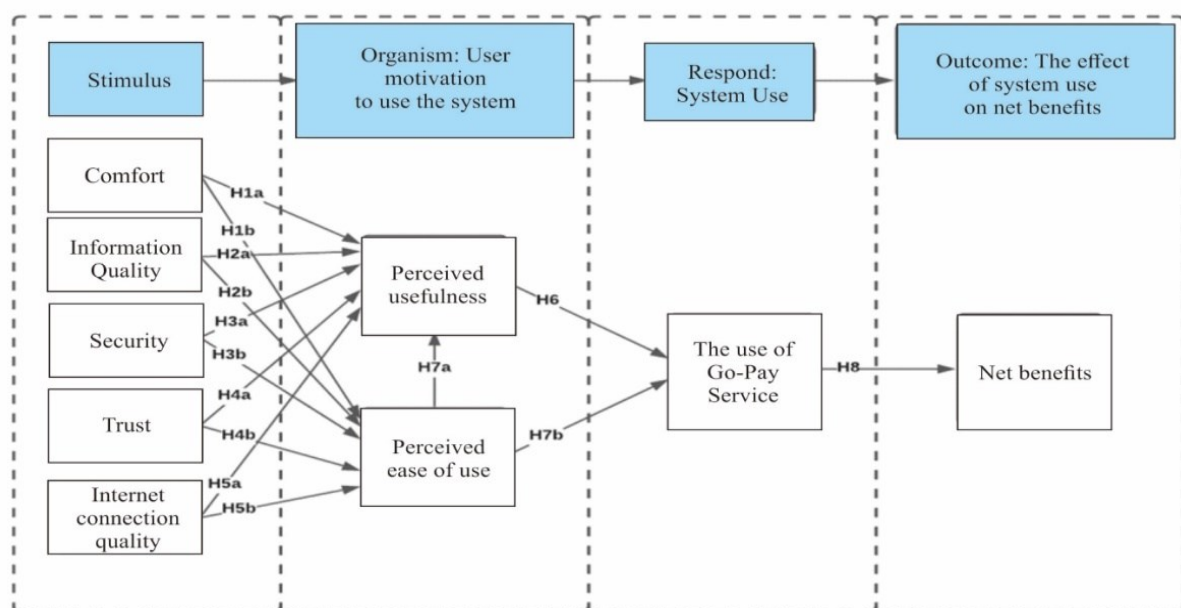 Stimulus
Organism: User
motivation
to use the system
Respond:
System Use
Outcome: The effect
of system use
on net benefits
Comfort
Information
Quality
Security
Trust
Internet
connection
quality
H1a
H1b
H2a
H2b
H3a
H3b
H4a
H4b
H5a
H5b
Perceived
usefulness
H7a
Perceived
ease of use
H6
H7b
The use of
Go-Pay
Service
H8
Net benefits